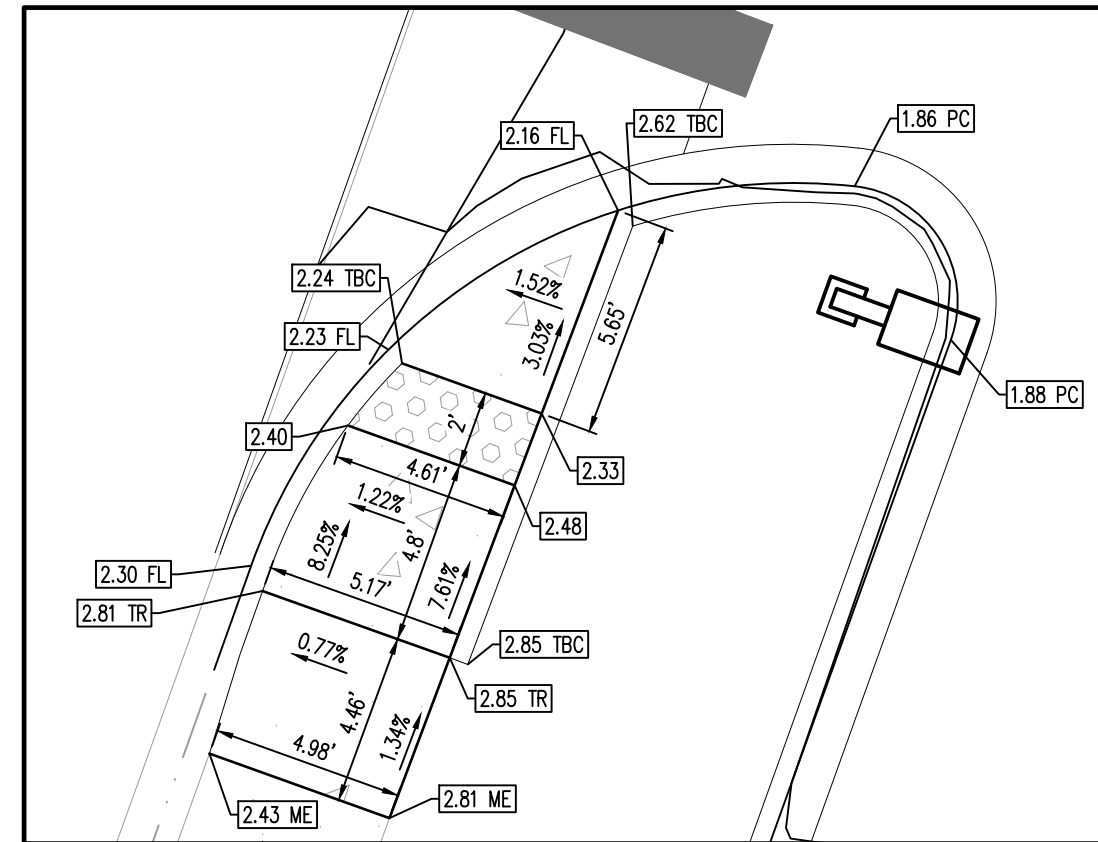 1.86 PC
2.62 TBC
2.16 FL
2.24 TBC
1.52%
3.03%
5.65'
2.23 FL
1.88 PC
2'
2.40
2.33
4.61'
1.22%
2.48
8.25%
4.8'
2.30 FL
5.17'
7.61%
2.81 TR
2.85 TBC
0.77%
2.85 TR
4.46'
1.34%
4.98'
2.81 ME
2.43 ME